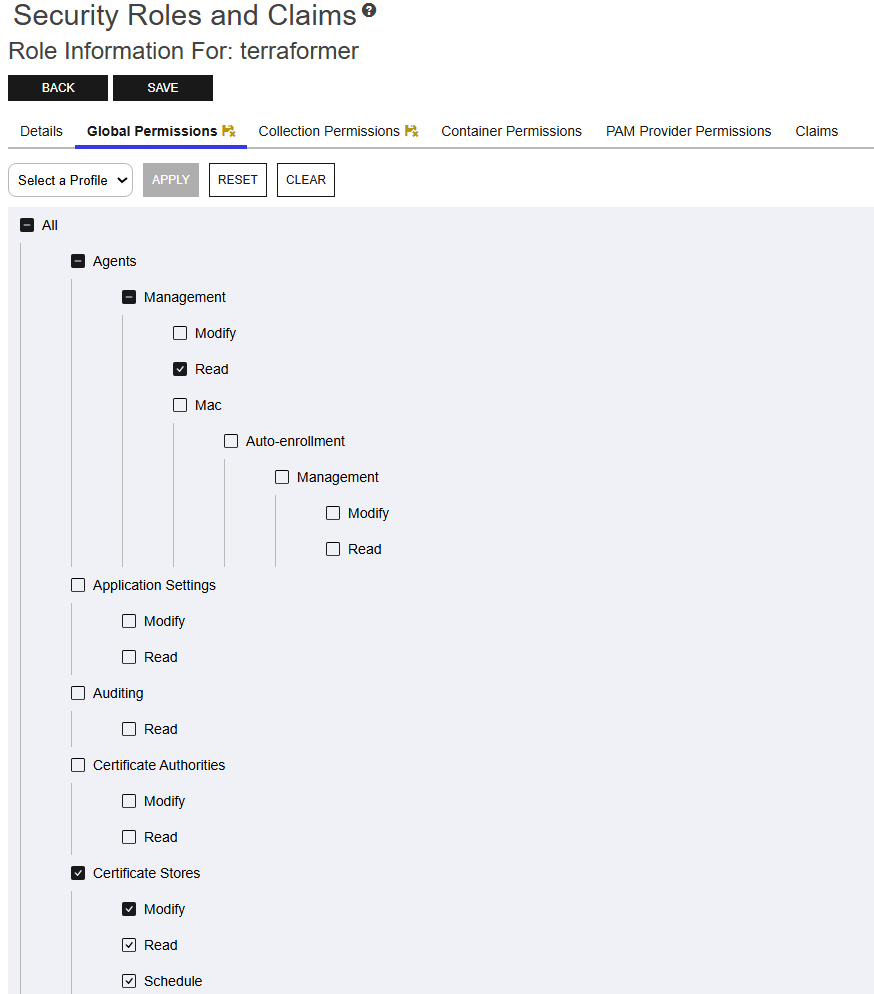 Security Roles and Claims ?
Role Information For: terraformer
BACK SAVE
Details Global Permissions Collection Permissions Container Permissions PAM Provider Permissions Claims
Select a Profile APPLY RESET CLEAR
All
Agents
Management
Modify
Read
Mac
Auto-enrollment
Management
Modify
Read
Application Settings
Modify
Read
Auditing
Read
Certificate Authorities
Modify
Read
Certificate Stores
Modify
Read
Schedule